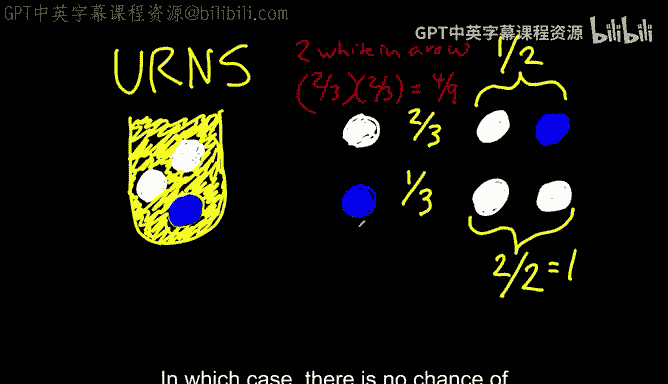 GPT中英字幕课程资源@bilibili.com
GPT中英字幕课程资源 bilibili
URNS
2 white in a row
(2/3)(2/3) = 4/9
1/2
2/3
1/3
2/2=1
In which case, there is no chance of